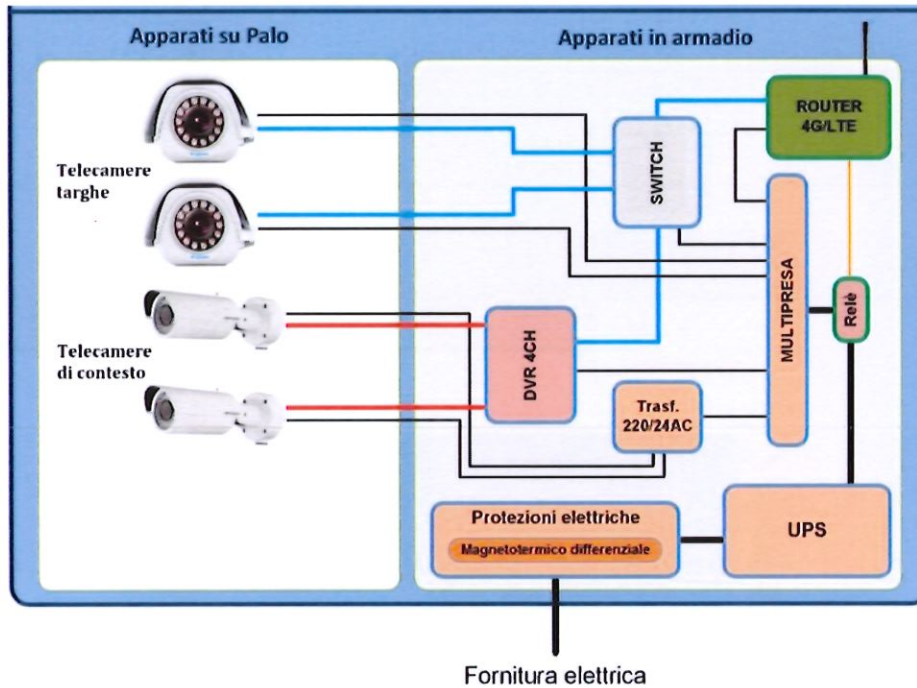 Apparati su Palo
Apparati in armadio
ROUTER
4G/LTE
SWITCH
Telecamere
targhe
MULTIPRESA
Relè
Telecamere
di contesto
DVR 4CH
Trasf.
220/24AC
Protezioni elettriche
Magnetotermico differenziale
UPS
Fornitura elettrica